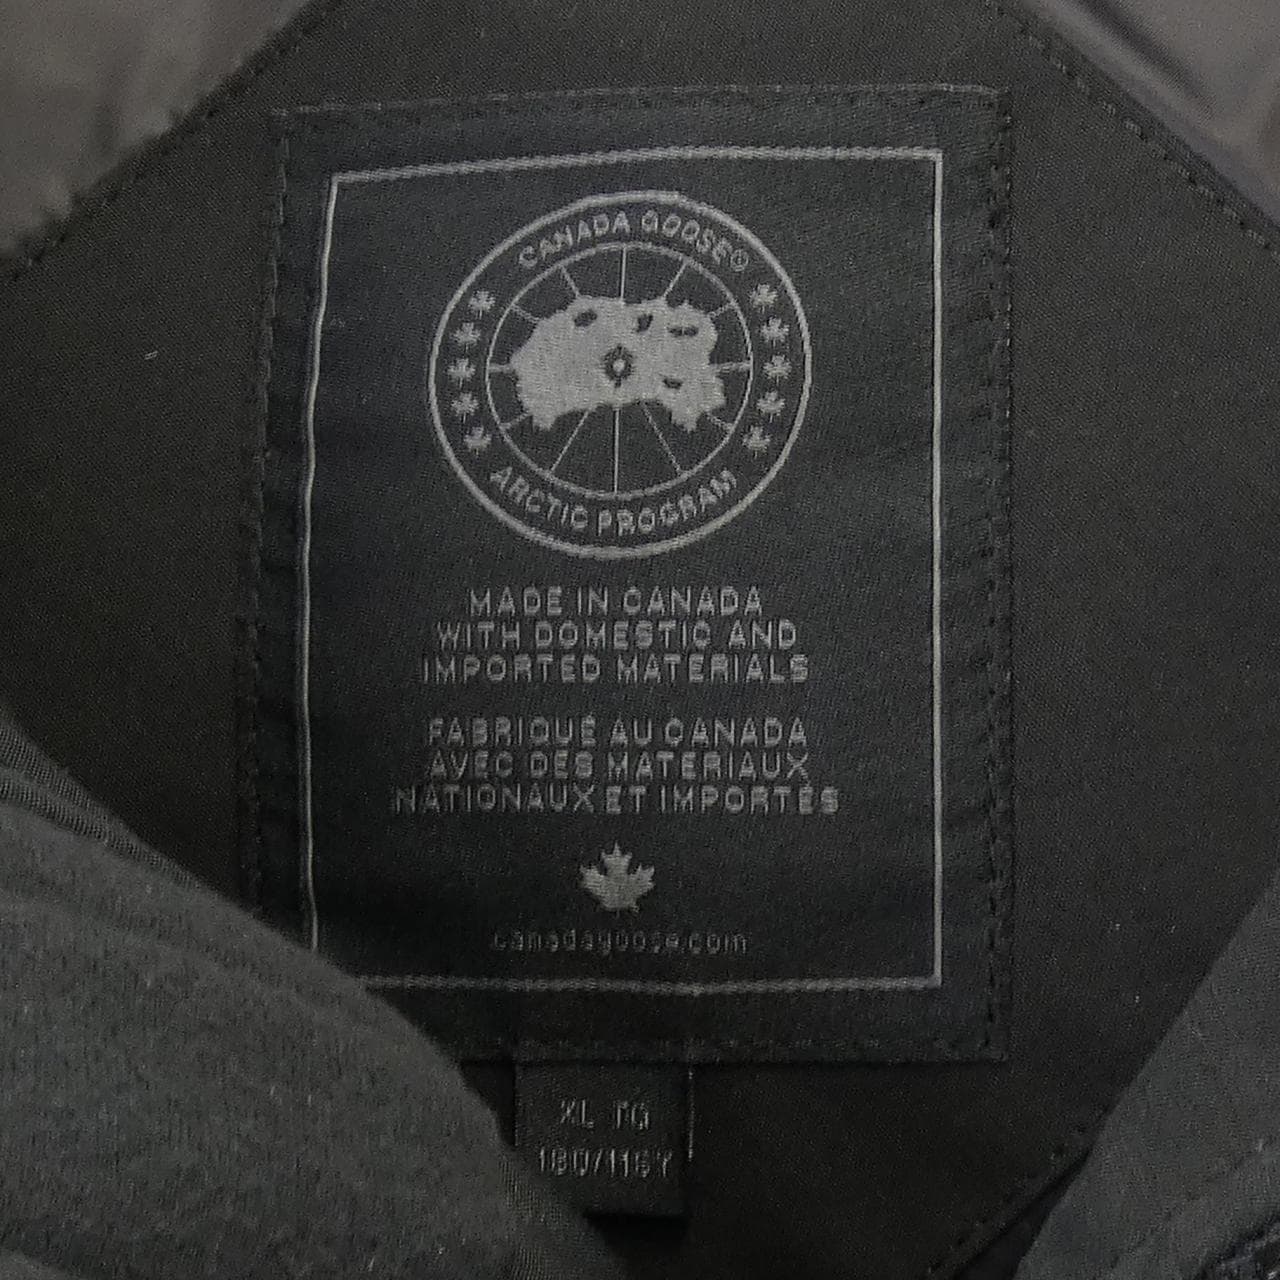 CANADA GOOSE®
ARCTIC PROGRAM
MADE IN CANADA
WITH DOMESTIC AND
IMPORTED MATERIALS
FABRIQUÉ AU CANADA
AVEC DES MATERIAUX
NATIONAUX ET IMPORTÉS
canadagoose.com
XL TG
180/116Y